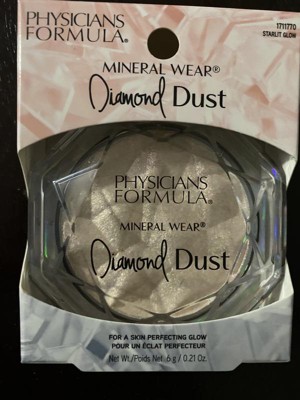 PHYSICIANS
FORMULA®
1711770
STARLIT GLOW
MINERAL WEAR®
Diamond Dust
PHYSICIANS
FORMULA®
MINERAL WEAR®
Diamond Dust
FOR A SKIN PERFECTING GLOW
POUR UN ÉCLAT PERFECTEUR
Net Wt./Poids Net 6 g / 0.21 Oz.